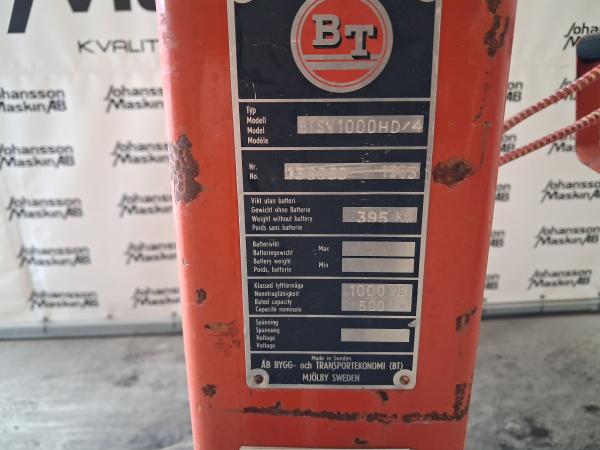 KVALIT
Johansson
Maskin AB
BT
Typ
Modell
Model
Modèle
BTSV1000HD/4
Nr.
No.
Vikt utan batteri
Gewicht ohne Batterie
Weight without battery
Poids sans batterie
395 KG
Batterivikt
Batteriegewicht
Battery weight
Poids, batterie
Max
Min
Klassad lyftförmåga
Nenntragfähigkeit
Rated capacity
Capacité nominale
1000
600
Spänning
Spannung
Voltage
Voltage
Made in Sweden
AB BYGG- och TRANSPORTEKONOMI (BT)
MJÖLBY SWEDEN